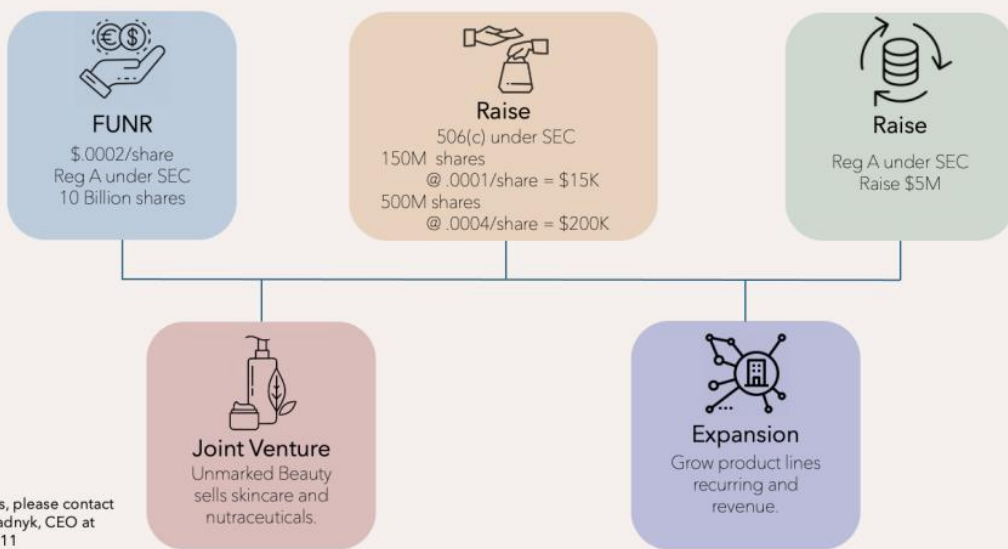 FUNR
$.0002/share
Reg A under SEC
10 Billion shares
Raise
506(c) under SEC
150M shares
@ .0001/share = $15K
500M shares
@ .0004/share = $200K
Raise
Reg A under SEC
Raise $5M
Joint Venture
Unmarked Beauty
sells skincare and
nutraceuticals.
Expansion
Grow product lines
recurring and
revenue.
s, please contact
adnyk, CEO at
11